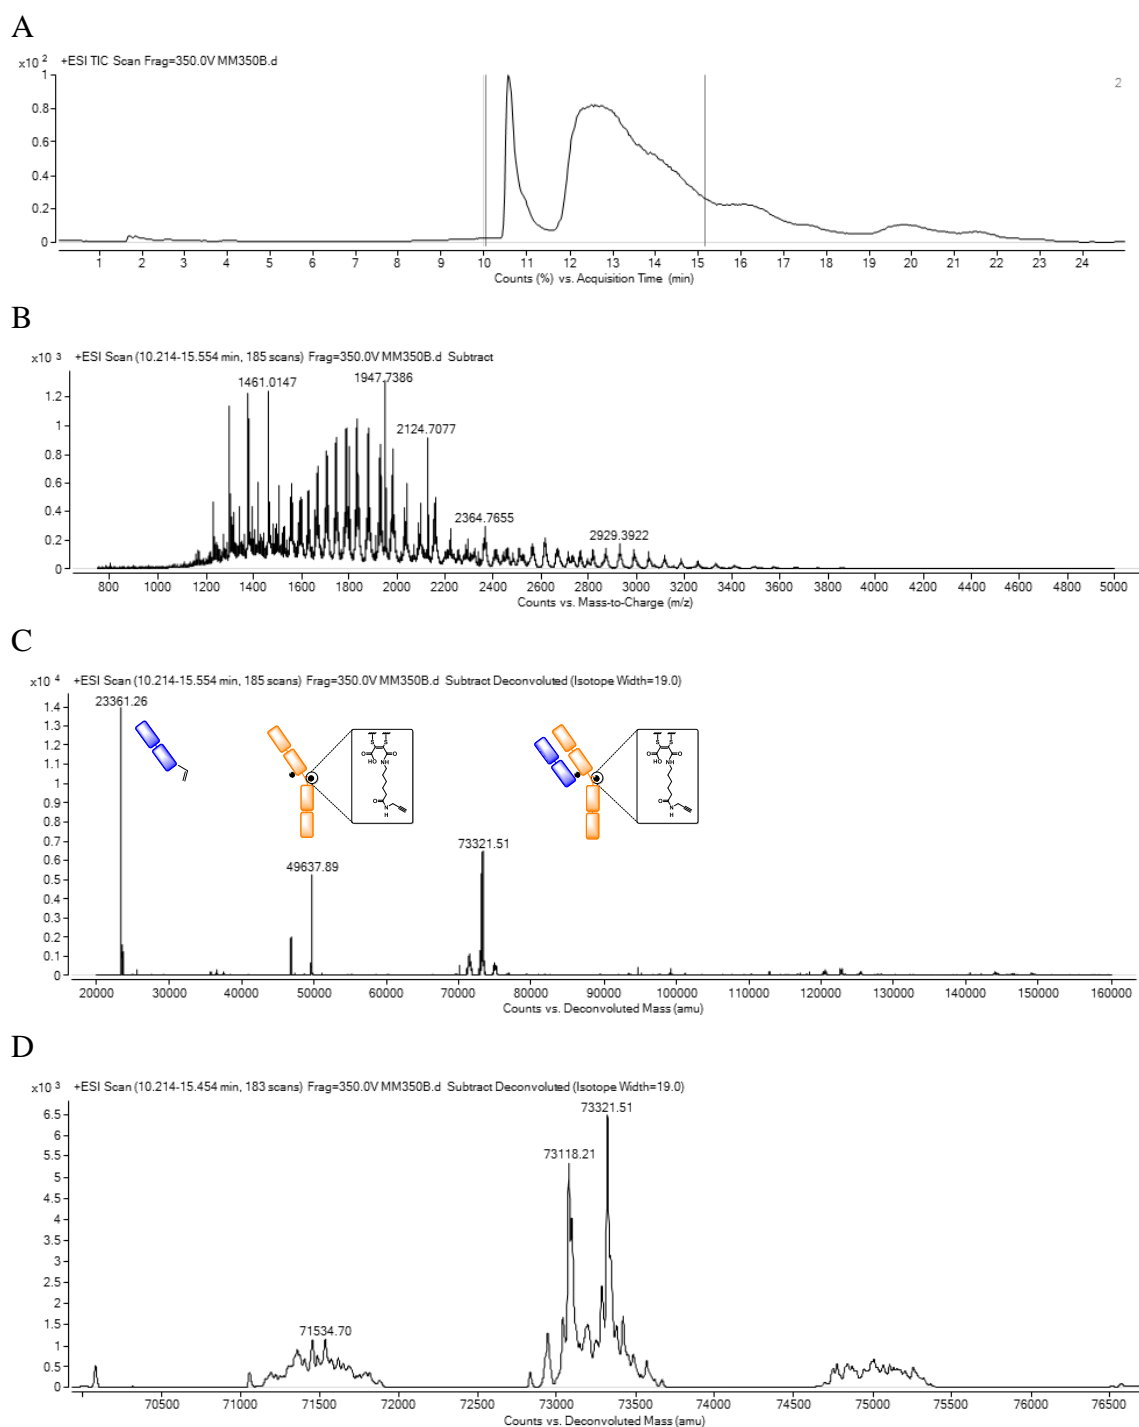 A
+ESI TIC Scan Frag=350.0V MM350B.d
x10 2
2
1
0.8
0.6
0.4
0.2
0
1 2 3 4 5 6 7 8 9 10 11 12 13 14 15 16 17 18 19 20 21 22 23 24
Counts (%) vs. Acquisition Time (min)
B
x10 3 +ESI Scan (10.214-15.554 min, 185 scans) Frag=350.0V MM350B.d Subtract
1.2
1
0.8
0.6
0.4
0.2
0
1461.0147
1947.7386
2124.7077
2364.7655
2929.3922
800 1000 1200 1400 1600 1800 2000 2200 2400 2600 2800 3000 3200 3400 3600 3800 4000 4200 4400 4600 4800 5000
Counts vs. Mass-to-Charge (m/z)
C
x10 4 +ESI Scan (10.214-15.554 min, 185 scans) Frag=350.0V MM350B.d Subtract Deconvoluted (Isotope Width=19.0)
1.4
1.3
1.2
1.1
1
0.9
0.8
0.7
0.6
0.5
0.4
0.3
0.2
0.1
0
23361.26
49637.89
73321.51
S S
O O
HO NH
O
N
H
S S
O O
HO NH
O
N
H
20000 30000 40000 50000 60000 70000 80000 90000 100000 110000 120000 130000 140000 150000 160000
Counts vs. Deconvoluted Mass (amu)
D
x10 3 +ESI Scan (10.214-15.454 min, 183 scans) Frag=350.0V MM350B.d Subtract Deconvoluted (Isotope Width=19.0)
6.5
6
5.5
5
4.5
4
3.5
3
2.5
2
1.5
1
0.5
0
71534.70
73118.21
73321.51
70500 71000 71500 72000 72500 73000 73500 74000 74500 75000 75500 76000 76500
Counts vs. Deconvoluted Mass (amu)